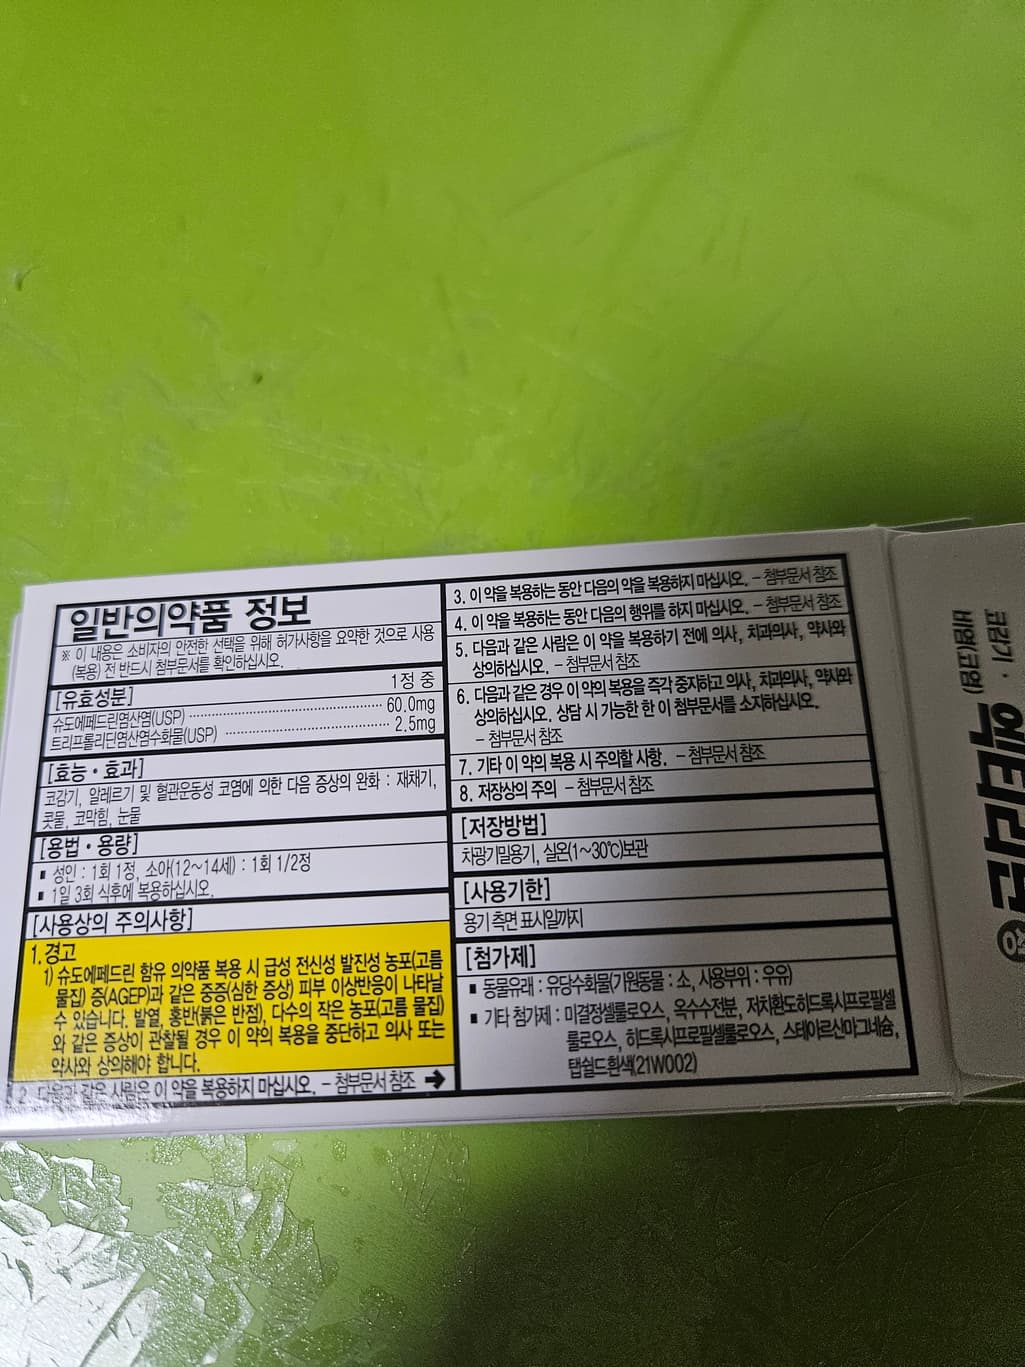 일반의약품 정보
※ 이 내용은 소비자의 안전한 선택을 위해 허가사항을 요약한 것으로 사용
(복용) 전 반드시 첨부문서를 확인하십시오.
[유효성분] 1정 중
슈도에페드린염산염(USP) 60.0mg
트리프롤리딘염산염수화물(USP) 2.5mg
[효능・효과]
코감기, 알레르기 및 혈관운동성 코염에 의한 다음 증상의 완화 : 재채기,
콧물, 코막힘, 눈물
[용법・용량]
▪ 성인 : 1회 1정, 소아(12~14세) : 1회 1/2정
▪ 1일 3회 식후에 복용하십시오.
[사용상의 주의사항]
1. 경고
1) 슈도에페드린 함유 의약품 복용 시 급성 전신성 발진성 농포(고름
물집) 증(AGEP)과 같은 중증(심한 증상) 피부 이상반응이 나타날
수 있습니다. 발열, 홍반(붉은 반점), 다수의 작은 농포(고름 물집)
와 같은 증상이 관찰될 경우 이 약의 복용을 중단하고 의사 또는
약사와 상의해야 합니다.
2. 다음과 같은 사람은 이 약을 복용하지 마십시오. – 첨부문서 참조 →
3. 이 약을 복용하는 동안 다음의 약을 복용하지 마십시오. – 첨부문서 참조
4. 이 약을 복용하는 동안 다음의 행위를 하지 마십시오. – 첨부문서 참조
5. 다음과 같은 사람은 이 약을 복용하기 전에 의사, 치과의사, 약사와
상의하십시오. – 첨부문서 참조
6. 다음과 같은 경우 이 약의 복용을 즉각 중지하고 의사, 치과의사, 약사와
상의하십시오. 상담 시 가능한 한 이 첨부문서를 소지하십시오.
– 첨부문서 참조
7. 기타 이 약의 복용 시 주의할 사항. – 첨부문서 참조
8. 저장상의 주의 – 첨부문서 참조
[저장방법]
차광기밀용기, 실온(1~30℃)보관
[사용기한]
용기 측면 표시일까지
[첨가제]
▪ 동물유래 : 유당수화물(기원동물 : 소, 사용부위 : 우유)
▪ 기타 첨가제 : 미결정셀룰로오스, 옥수수전분, 저치환도히드록시프로필셀
룰로오스, 히드록시프로필셀룰로오스, 스테아르산마그네슘,
탭쉴드흰색(21W002)
코감기 ·
비염(코염)
액티리드
정